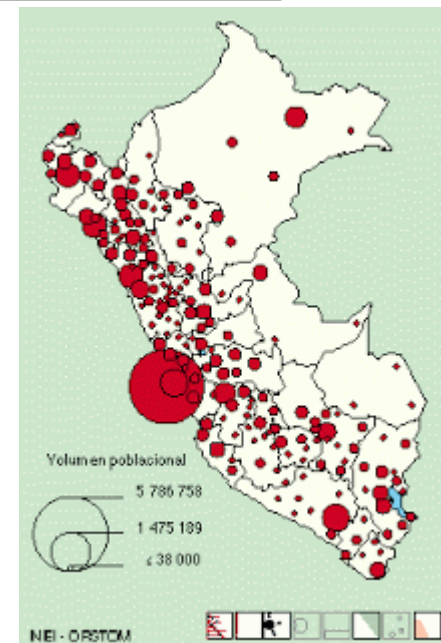 Volumen poblacional
5 786 758
1 475 189
≤ 38 000
INEI - ORSTOM